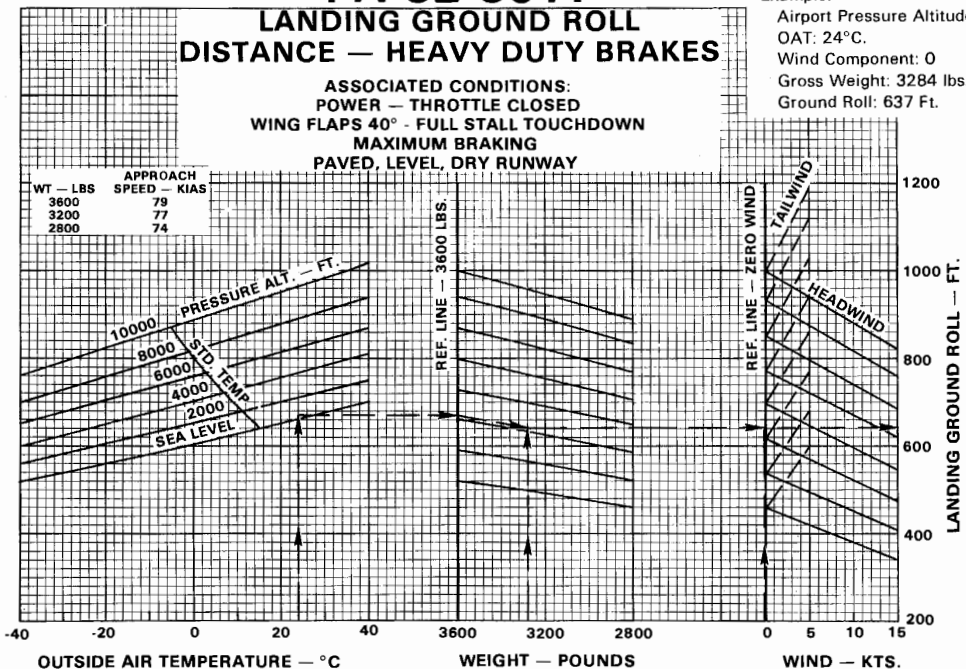 LANDING GROUND ROLL
DISTANCE — HEAVY DUTY BRAKES
ASSOCIATED CONDITIONS:
POWER — THROTTLE CLOSED
WING FLAPS 40° - FULL STALL TOUCHDOWN
MAXIMUM BRAKING
PAVED, LEVEL, DRY RUNWAY
Airport Pressure Altitude
OAT: 24°C.
Wind Component: 0
Gross Weight: 3284 lbs
Ground Roll: 637 Ft.
APPROACH
WT — LBS SPEED — KIAS
3600 79
3200 77
2800 74
PRESSURE ALT. — FT.
10000
8000
6000
4000
2000
SEA LEVEL
STD. TEMP
REF. LINE — 3600 LBS.
REF. LINE — ZERO WIND
TAILWIND
HEADWIND
1200
1000
800
600
400
200
LANDING GROUND ROLL — FT.
-40 -20 0 20 40 3600 3200 2800 0 5 10 15
OUTSIDE AIR TEMPERATURE — °C WEIGHT — POUNDS WIND — KTS.